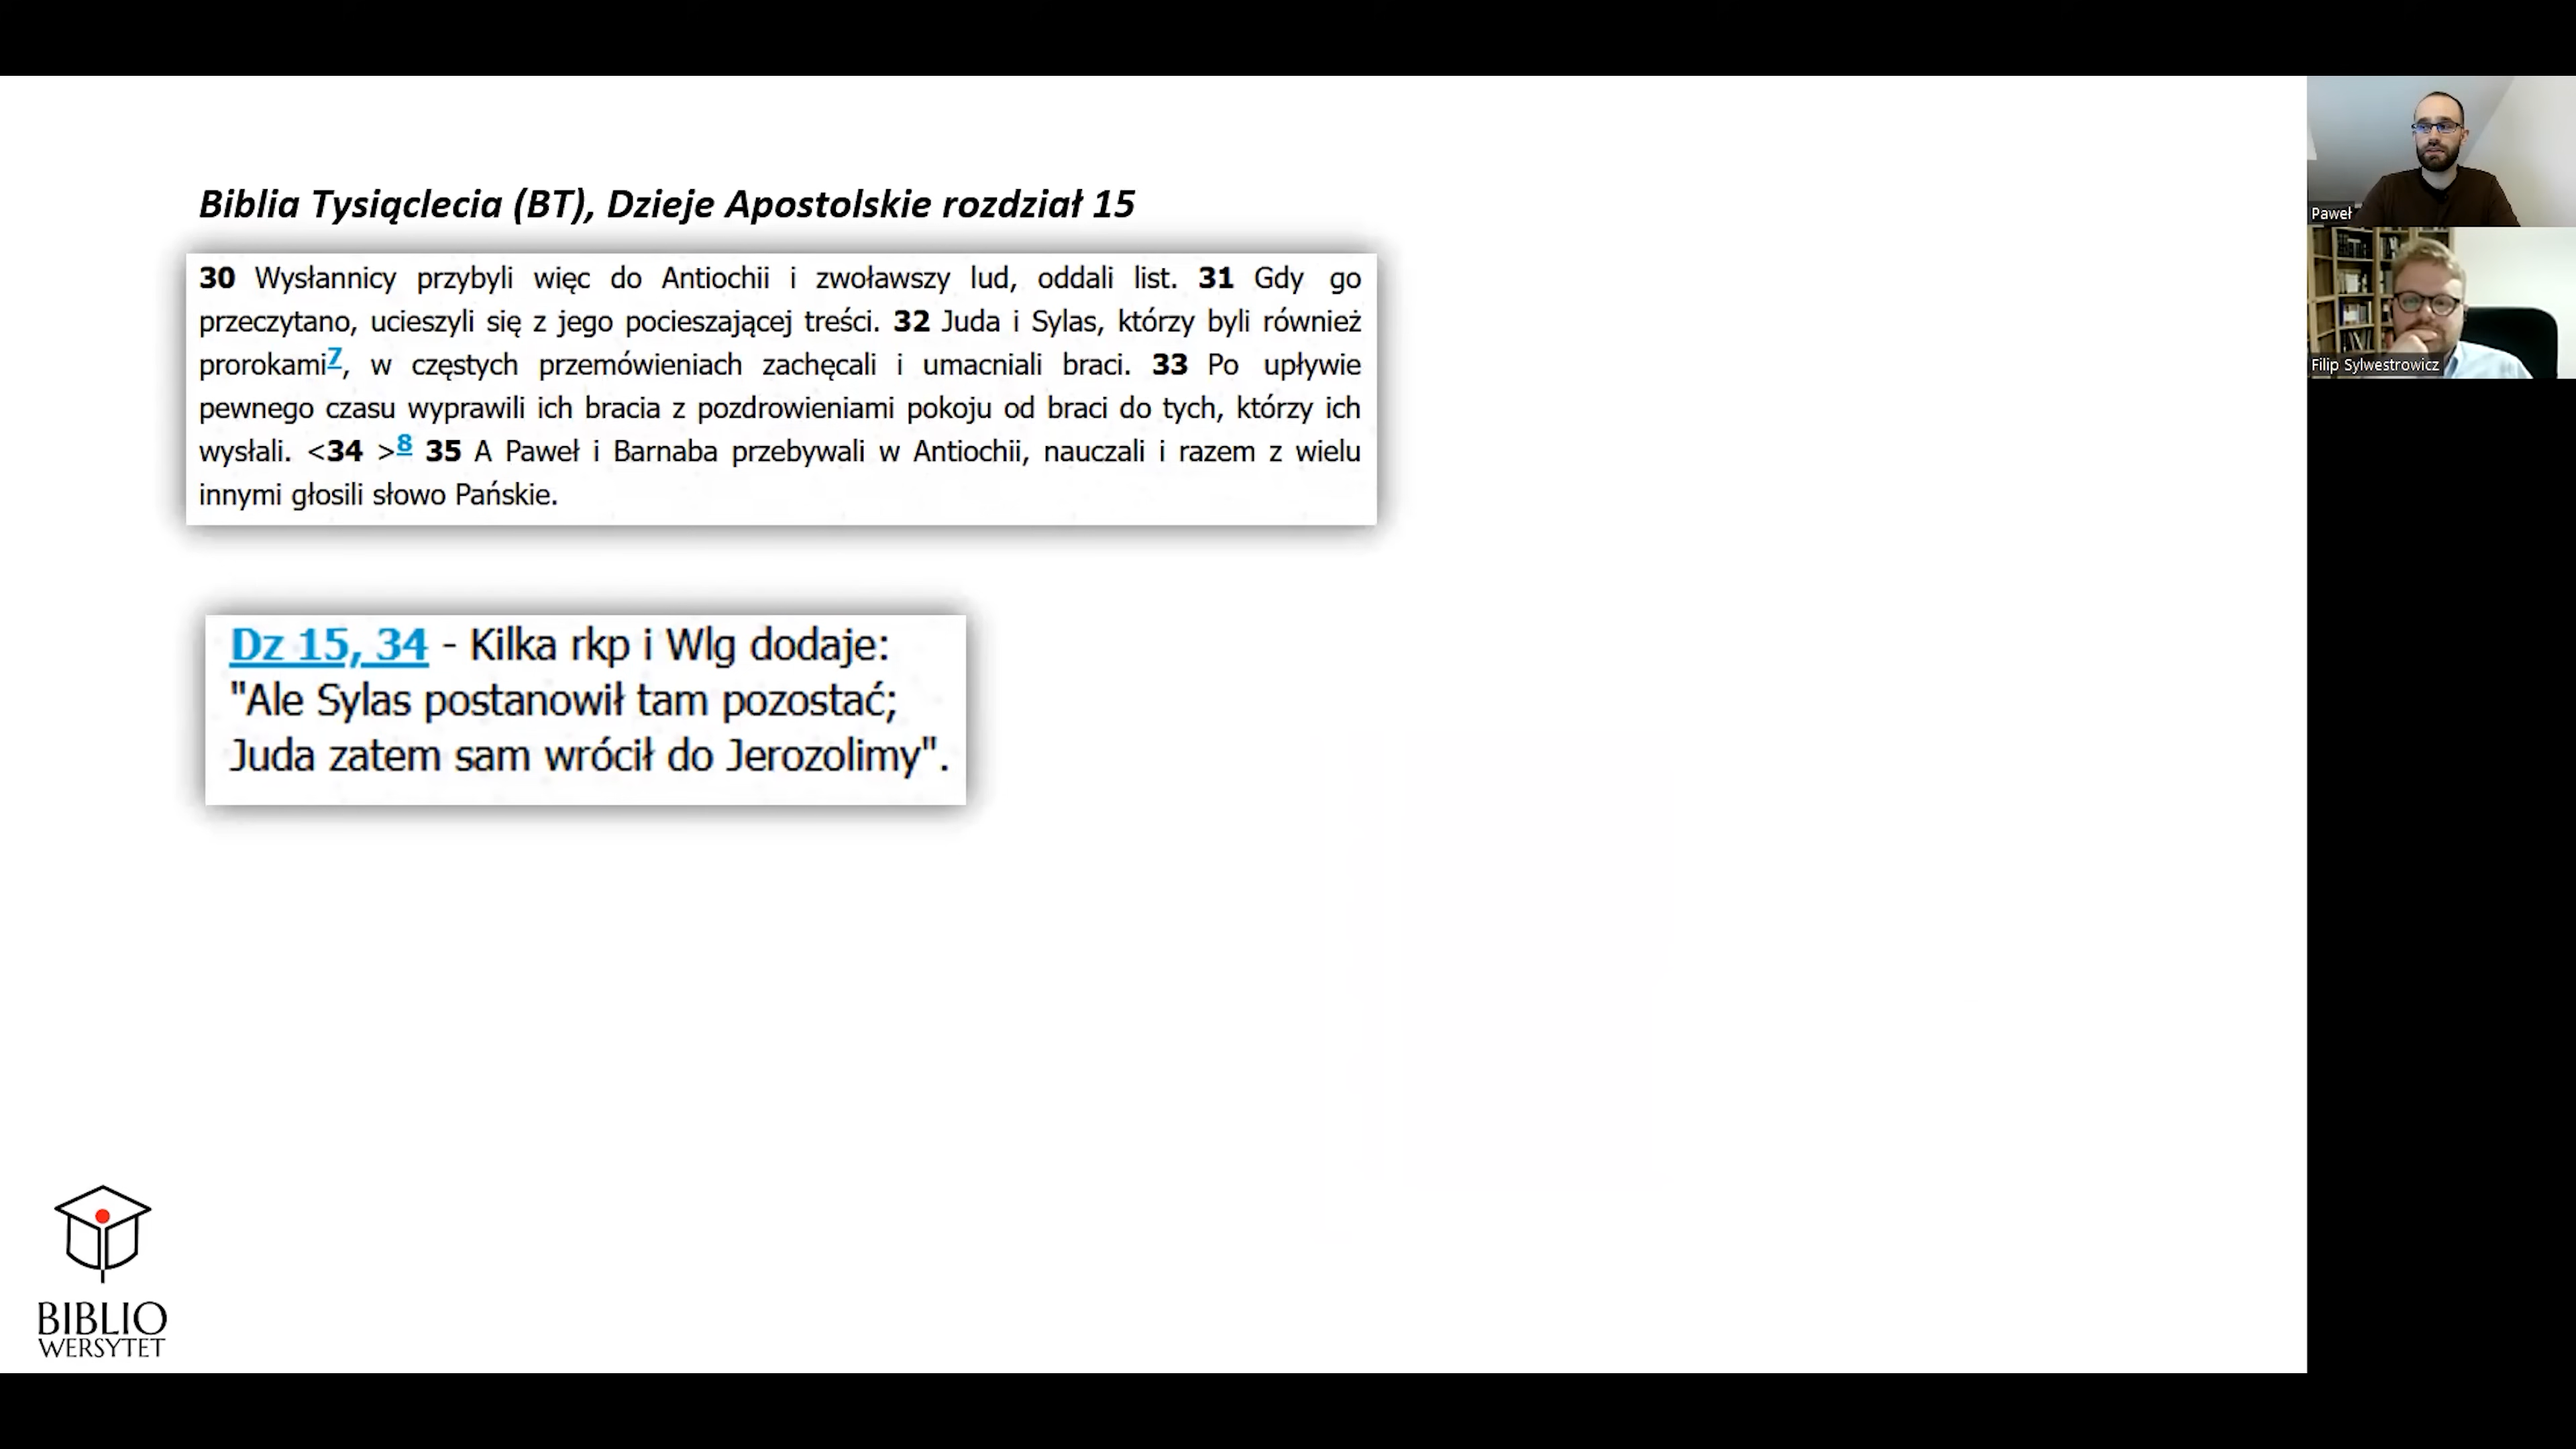 Biblia Tysiąclecia (BT), Dzieje Apostolskie rozdział 15
30 Wysłannicy przybyli więc do Antiochii i zwoławszy lud, oddali list. 31 Gdy go
przeczytano, ucieszyli się z jego pocieszającej treści. 32 Juda i Sylas, którzy byli również
prorokami7, w częstych przemówieniach zachęcali i umacniali braci. 33 Po upływie
pewnego czasu wyprawili ich bracia z pozdrowieniami pokoju od braci do tych, którzy ich
wysłali. <34 >8 35 A Paweł i Barnaba przebywali w Antiochii, nauczali i razem z wielu
innymi głosili słowo Pańskie.
Dz 15, 34 - Kilka rkp i Wlg dodaje:
"Ale Sylas postanowił tam pozostać;
Juda zatem sam wrócił do Jerozolimy".
BIBLIO
WERSYTET
Paweł
Filip Sylwestrowicz